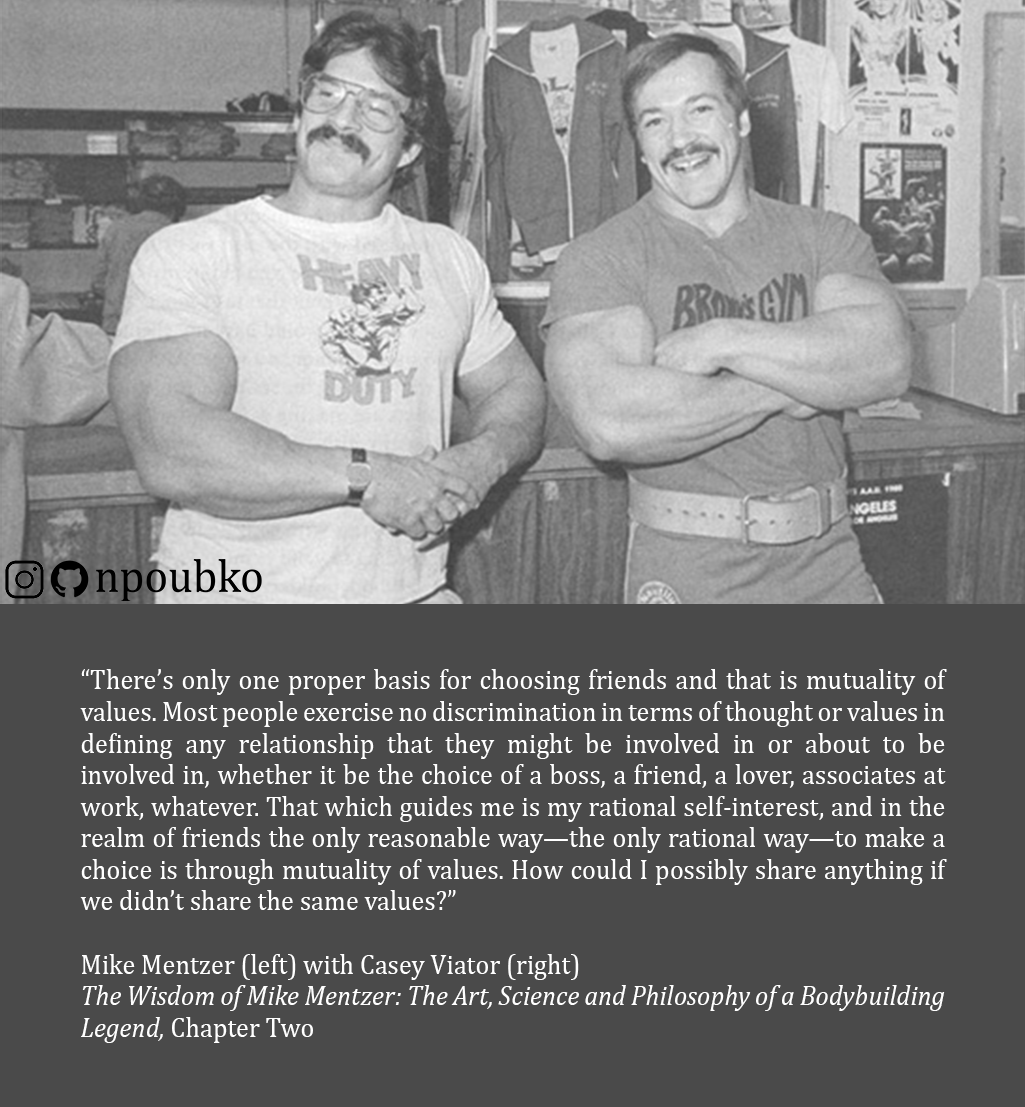 HEAVY
DUTY
BROWN'S GYM
ANGELES
npoubko
“There’s only one proper basis for choosing friends and that is mutuality of
values. Most people exercise no discrimination in terms of thought or values in
defining any relationship that they might be involved in or about to be
involved in, whether it be the choice of a boss, a friend, a lover, associates at
work, whatever. That which guides me is my rational self-interest, and in the
realm of friends the only reasonable way—the only rational way—to make a
choice is through mutuality of values. How could I possibly share anything if
we didn’t share the same values?”
Mike Mentzer (left) with Casey Viator (right)
The Wisdom of Mike Mentzer: The Art, Science and Philosophy of a Bodybuilding
Legend, Chapter Two